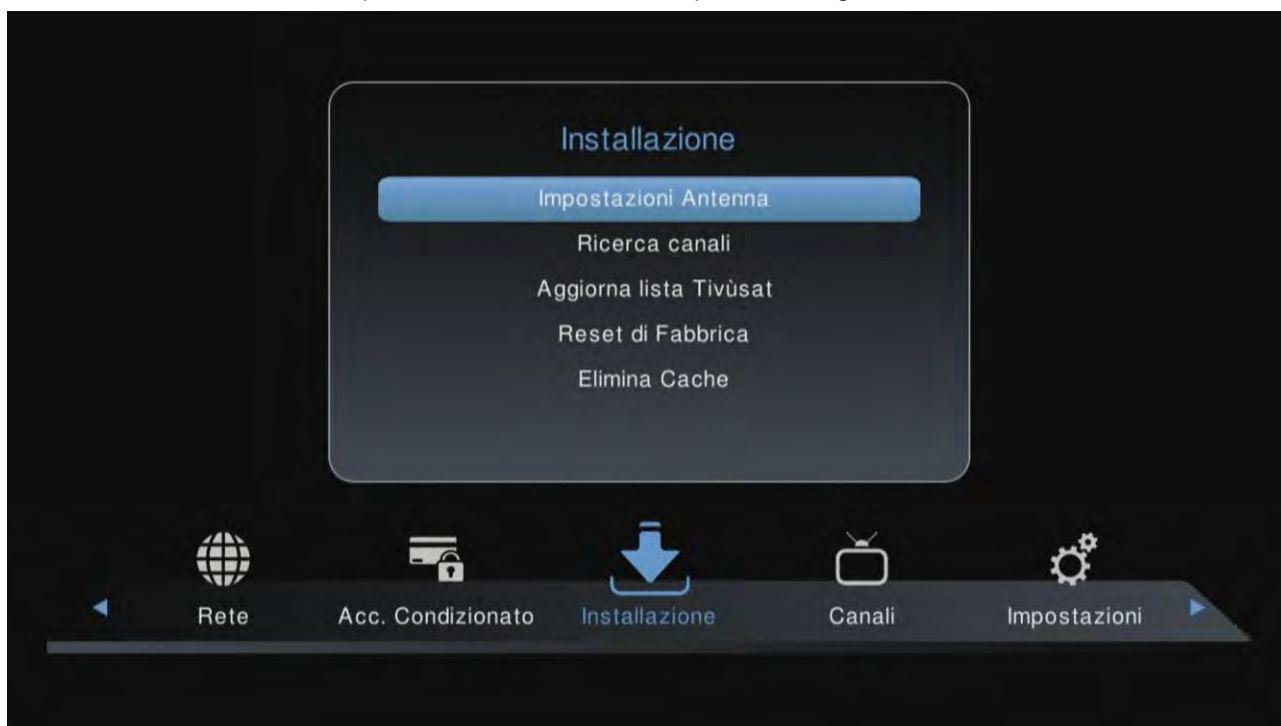 Installazione
Impostazioni Antenna
Ricerca canali
Aggiorna lista Tivùsat
Reset di Fabbrica
Elimina Cache
Rete Acc. Condizionato Installazione Canali Impostazioni